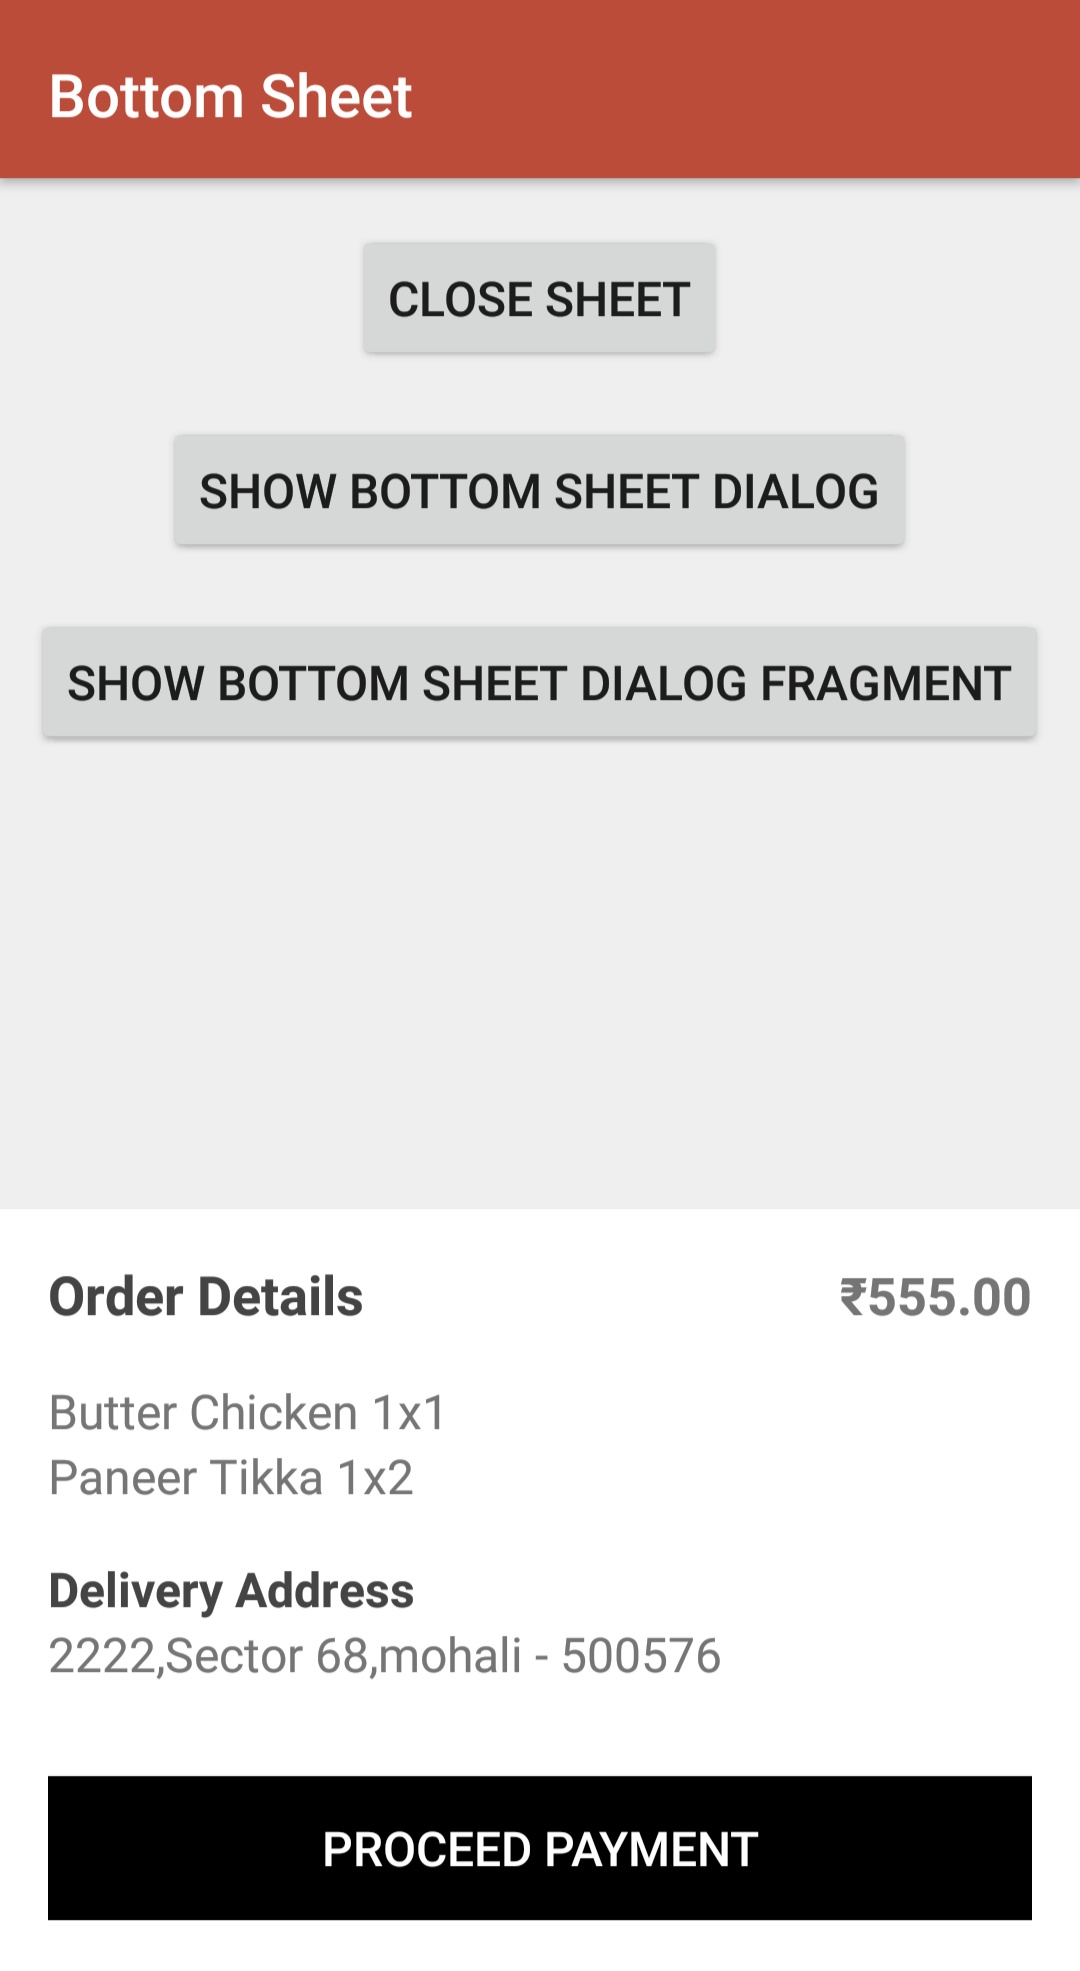 Bottom Sheet
CLOSE SHEET
SHOW BOTTOM SHEET DIALOG
SHOW BOTTOM SHEET DIALOG FRAGMENT
Order Details ₹555.00
Butter Chicken 1x1
Paneer Tikka 1x2
Delivery Address
2222,Sector 68,mohali - 500576
PROCEED PAYMENT